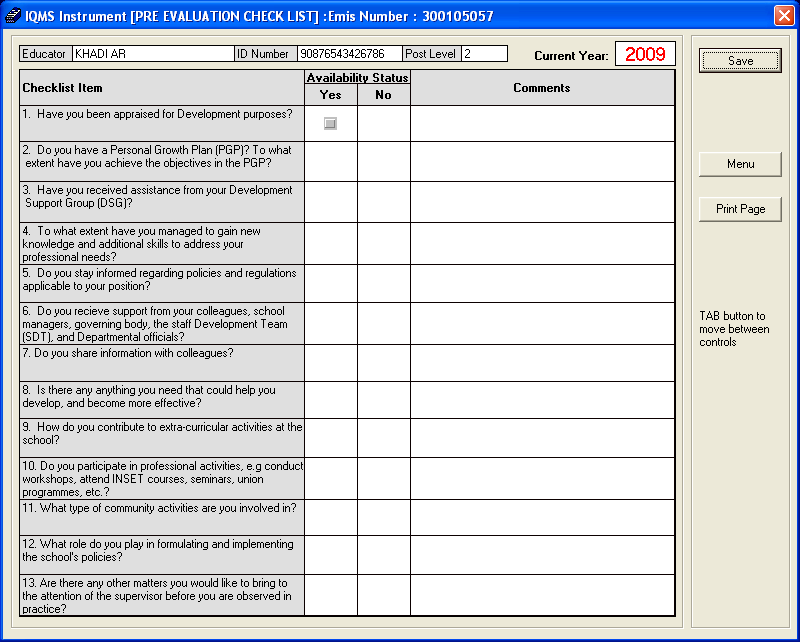 IQMS Instrument [PRE EVALUATION CHECK LIST] :Emis Number : 300105057
Educator KHADI AR ID Number 90876543426786 Post Level 2 Current Year: 2009
Save
Checklist Item Availability Status Comments
Yes No
1. Have you been appraised for Development purposes?
2. Do you have a Personal Growth Plan (PGP)? To what
extent have you achieve the objectives in the PGP?
Menu
3. Have you received assistance from your Development
Support Group (DSG)?
Print Page
4. To what extent have you managed to gain new
knowledge and additional skills to address your
professional needs?
5. Do you stay informed regarding policies and regulations
applicable to your position?
6. Do you recieve support from your colleagues, school
managers, governing body, the staff Development Team
(SDT), and Departmental officials?
TAB button to
move between
controls
7. Do you share information with colleagues?
8. Is there any anything you need that could help you
develop, and become more effective?
9. How do you contribute to extra-curricular activities at the
school?
10. Do you participate in professional activities, e.g conduct
workshops, attend INSET courses, seminars, union
programmes, etc.?
11. What type of community activities are you involved in?
12. What role do you play in formulating and implementing
the school's policies?
13. Are there any other matters you would like to bring to
the attention of the supervisor before you are observed in
practice?